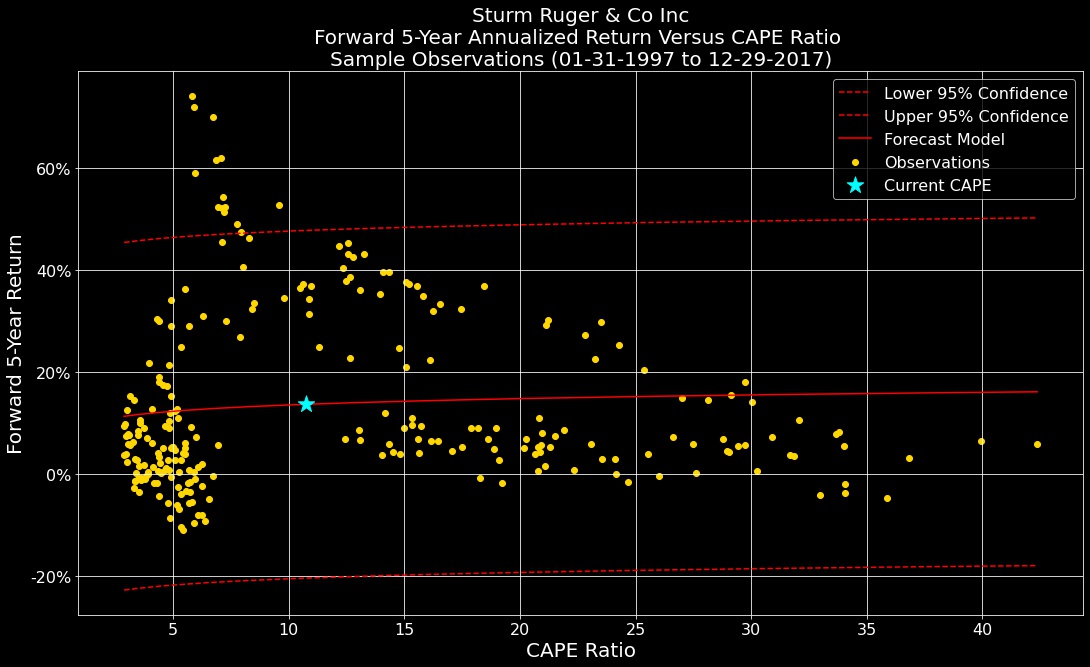 Sturm Ruger & Co Inc
Forward 5-Year Annualized Return Versus CAPE Ratio
Sample Observations (01-31-1997 to 12-29-2017)
Lower 95% Confidence
Upper 95% Confidence
Forecast Model
Observations
Current CAPE
Forward 5-Year Return
60%
40%
20%
0%
-20%
5 10 15 20 25 30 35 40
CAPE Ratio